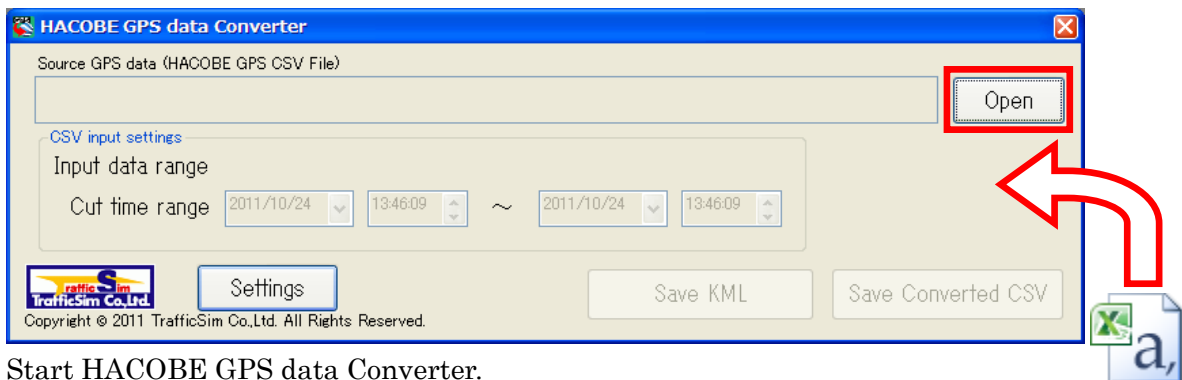 HACOBE GPS data Converter
Source GPS data (HACOBE GPS CSV File)
Open
CSV input settings
Input data range
Cut time range 2011/10/24 13:46:09 ~ 2011/10/24 13:46:09
Traffic Sim
TrafficSim Co.,Ltd.
Settings
Save KML
Save Converted CSV
Copyright © 2011 TrafficSim Co.,Ltd. All Rights Reserved.
a,
Start HACOBE GPS data Converter.